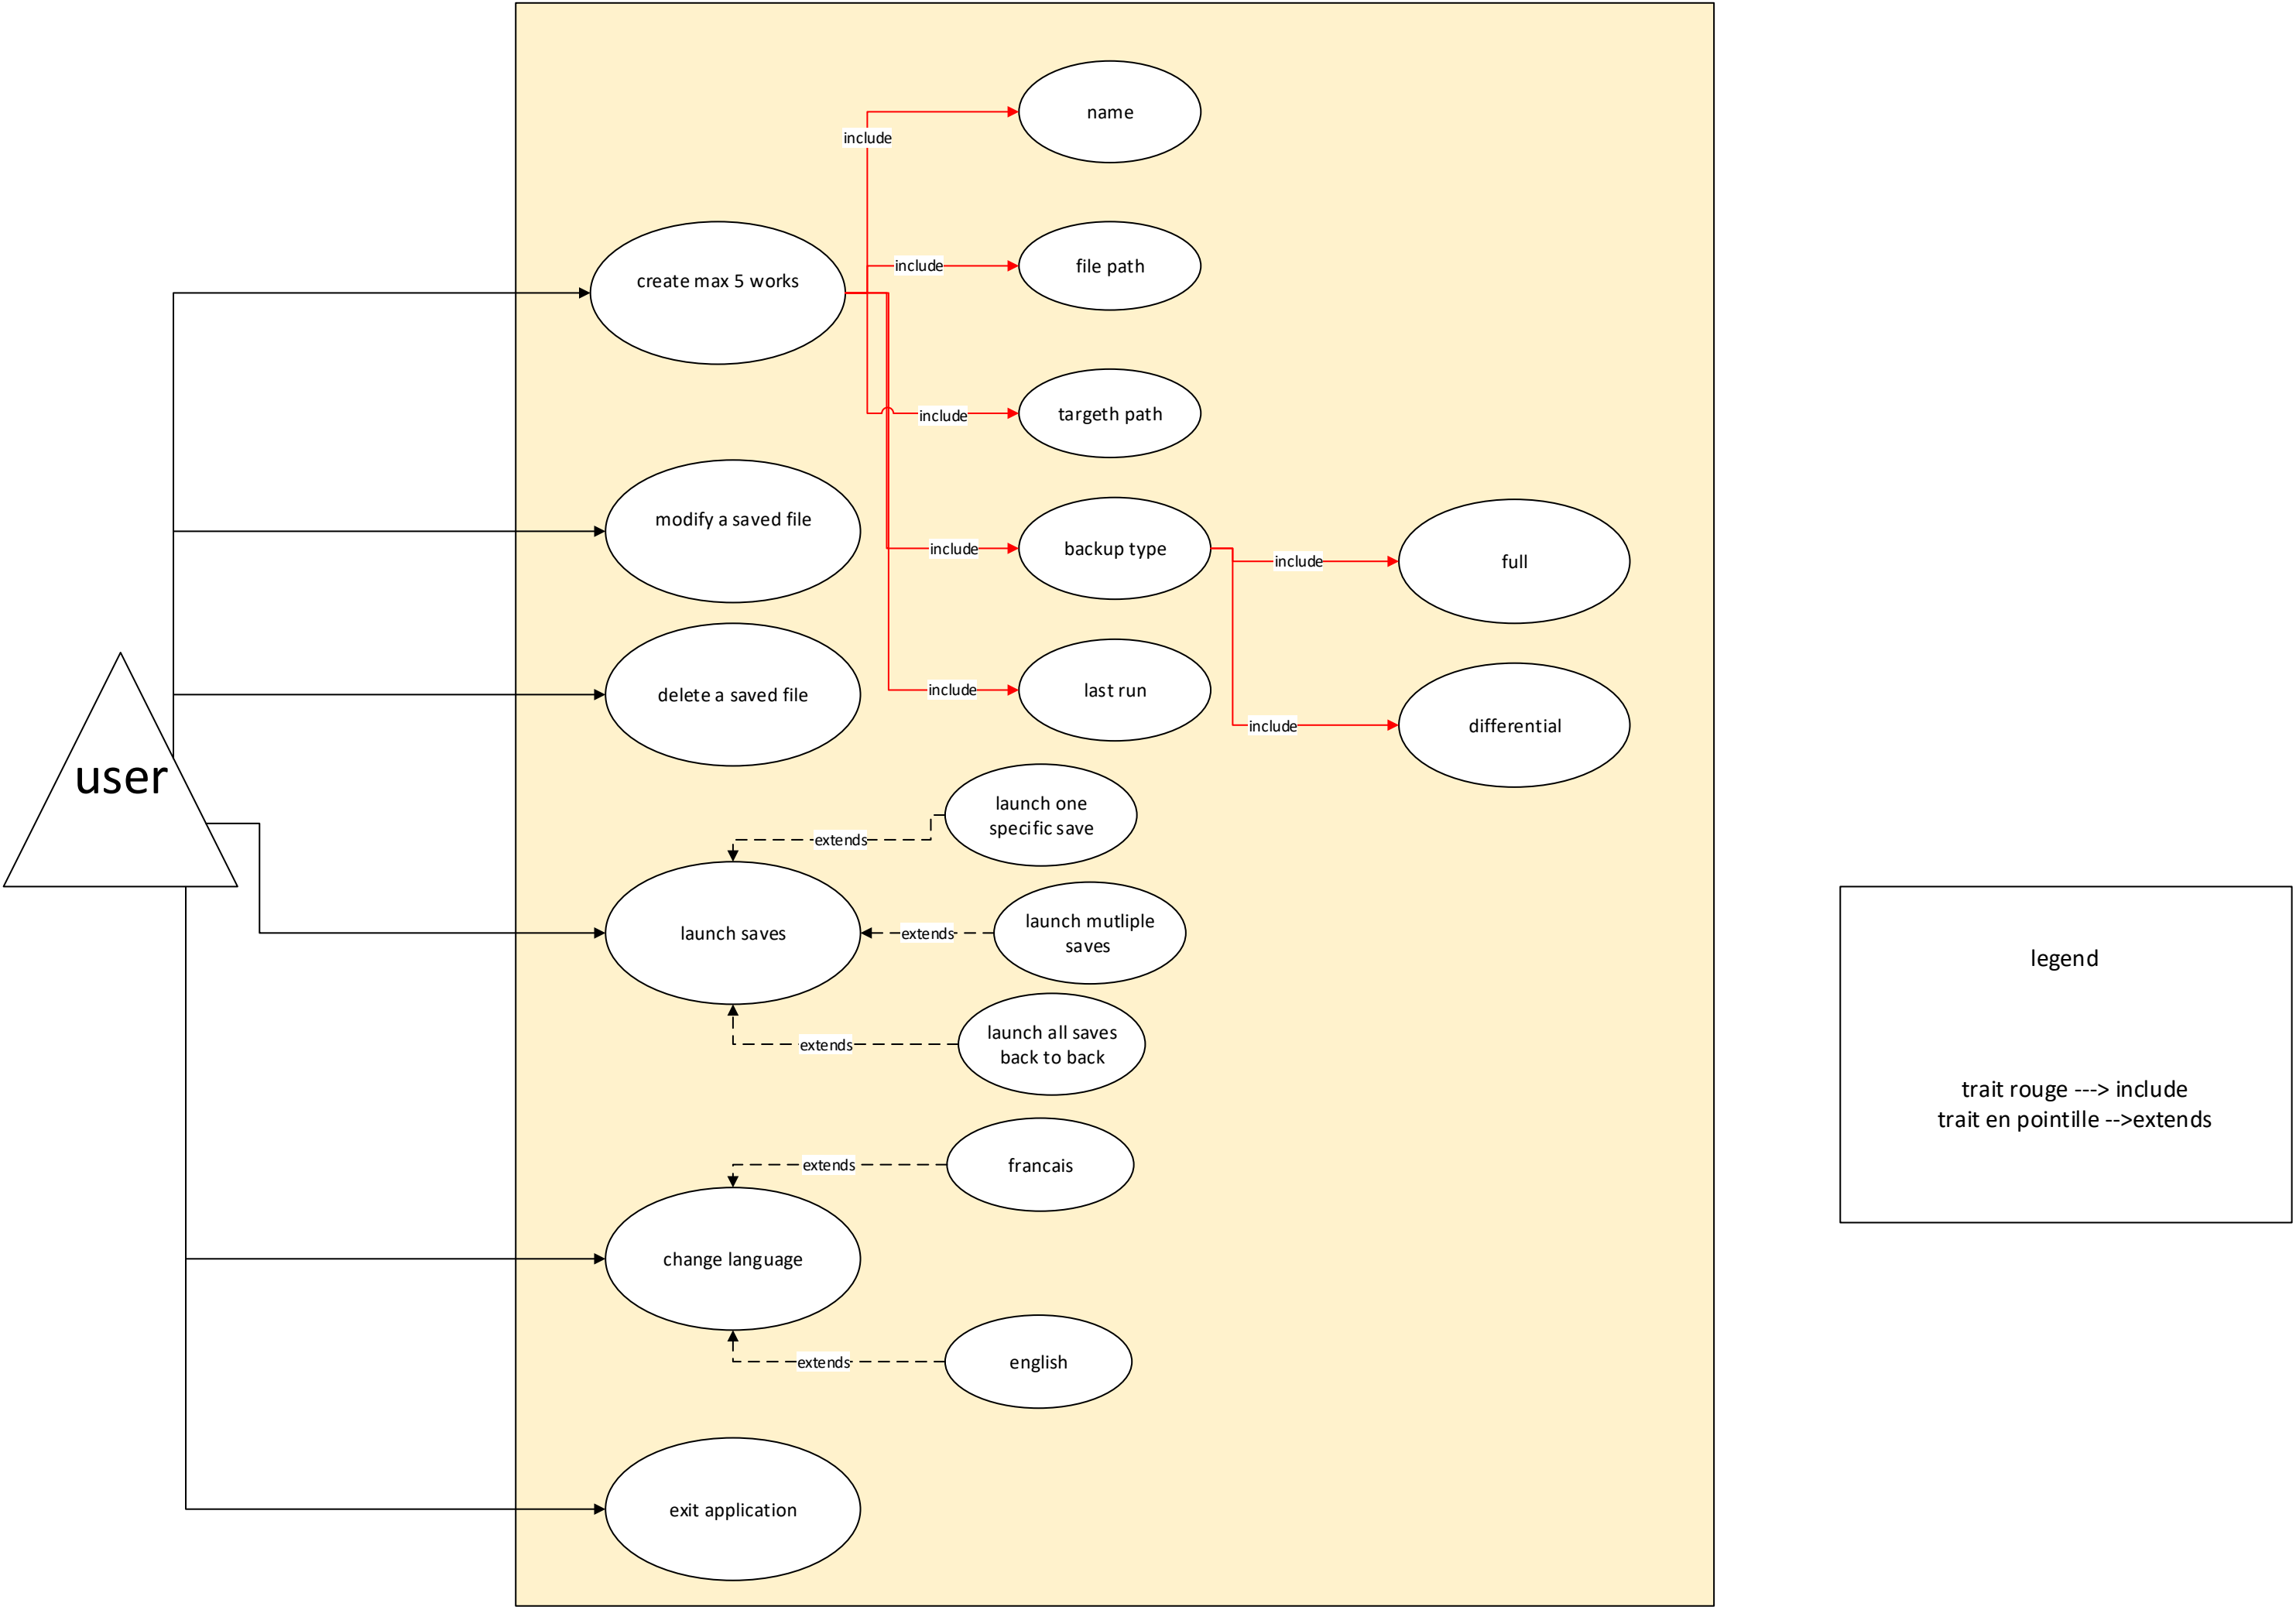 name
include
include
file path
create max 5 works
include
targeth path
modify a saved file
include
backup type
include
full
delete a saved file
include
last run
include
differential
user
launch one
specific save
extends
launch saves
extends
launch mutliple
saves
legend
extends
launch all saves
back to back
trait rouge ---> include
trait en pointille -->extends
extends
francais
change language
extends
english
exit application